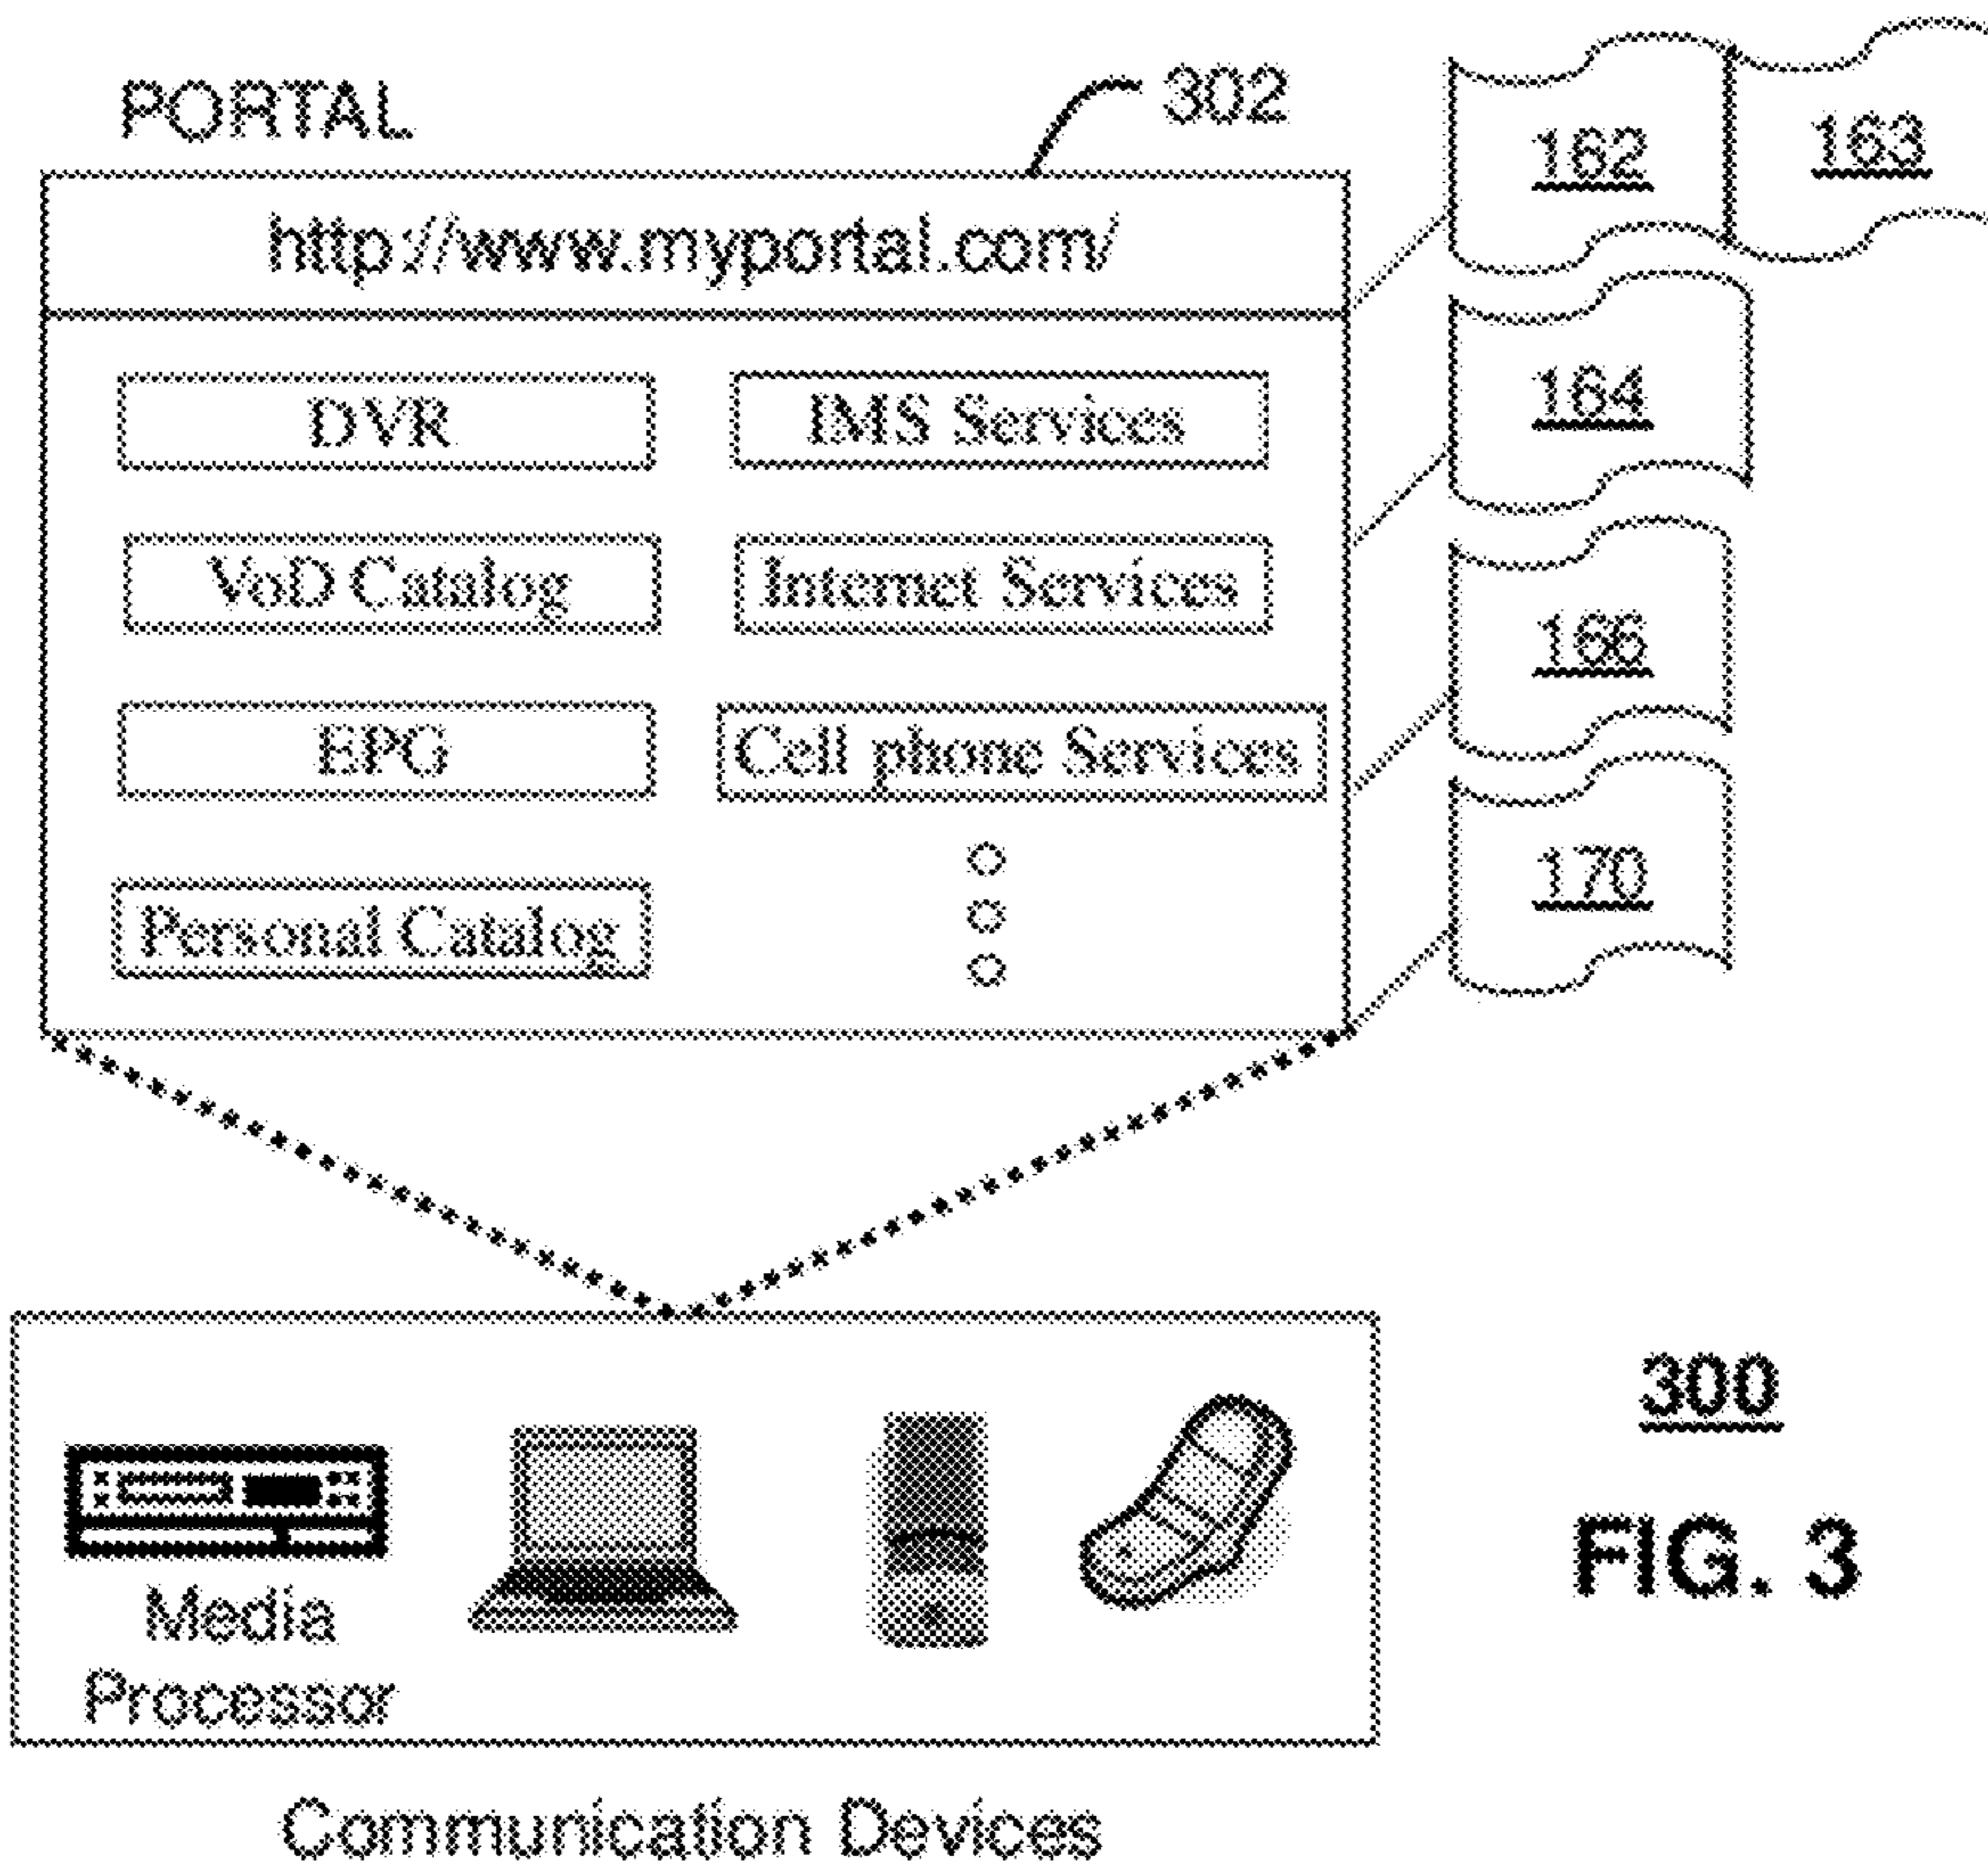 PORTAL
302
http://www.myportal.com/
DVR
IMS Services
VoD Catalog
Internet Services
EPG
Cell phone Services
Personal Catalog
162
163
164
166
170
Media
Processor
Communication Devices
300
FIG. 3